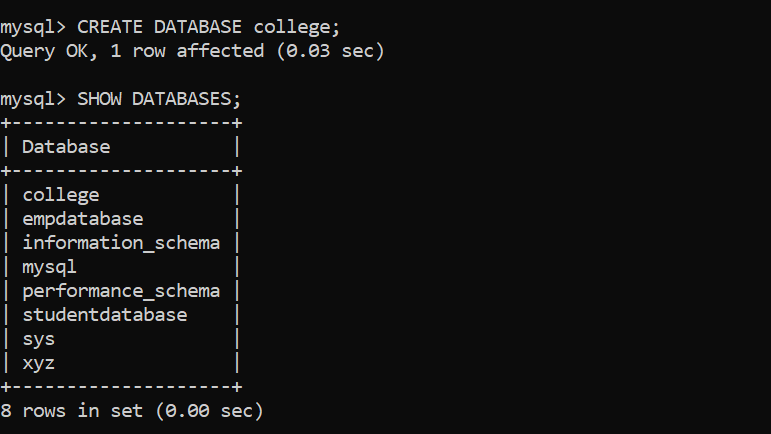 mysql> CREATE DATABASE college;
Query OK, 1 row affected (0.03 sec)
mysql> SHOW DATABASES;
+--------------------+
| Database           |
+--------------------+
| college            |
| empdatabase        |
| information_schema |
| mysql              |
| performance_schema |
| studentdatabase    |
| sys                |
| xyz                |
+--------------------+
8 rows in set (0.00 sec)